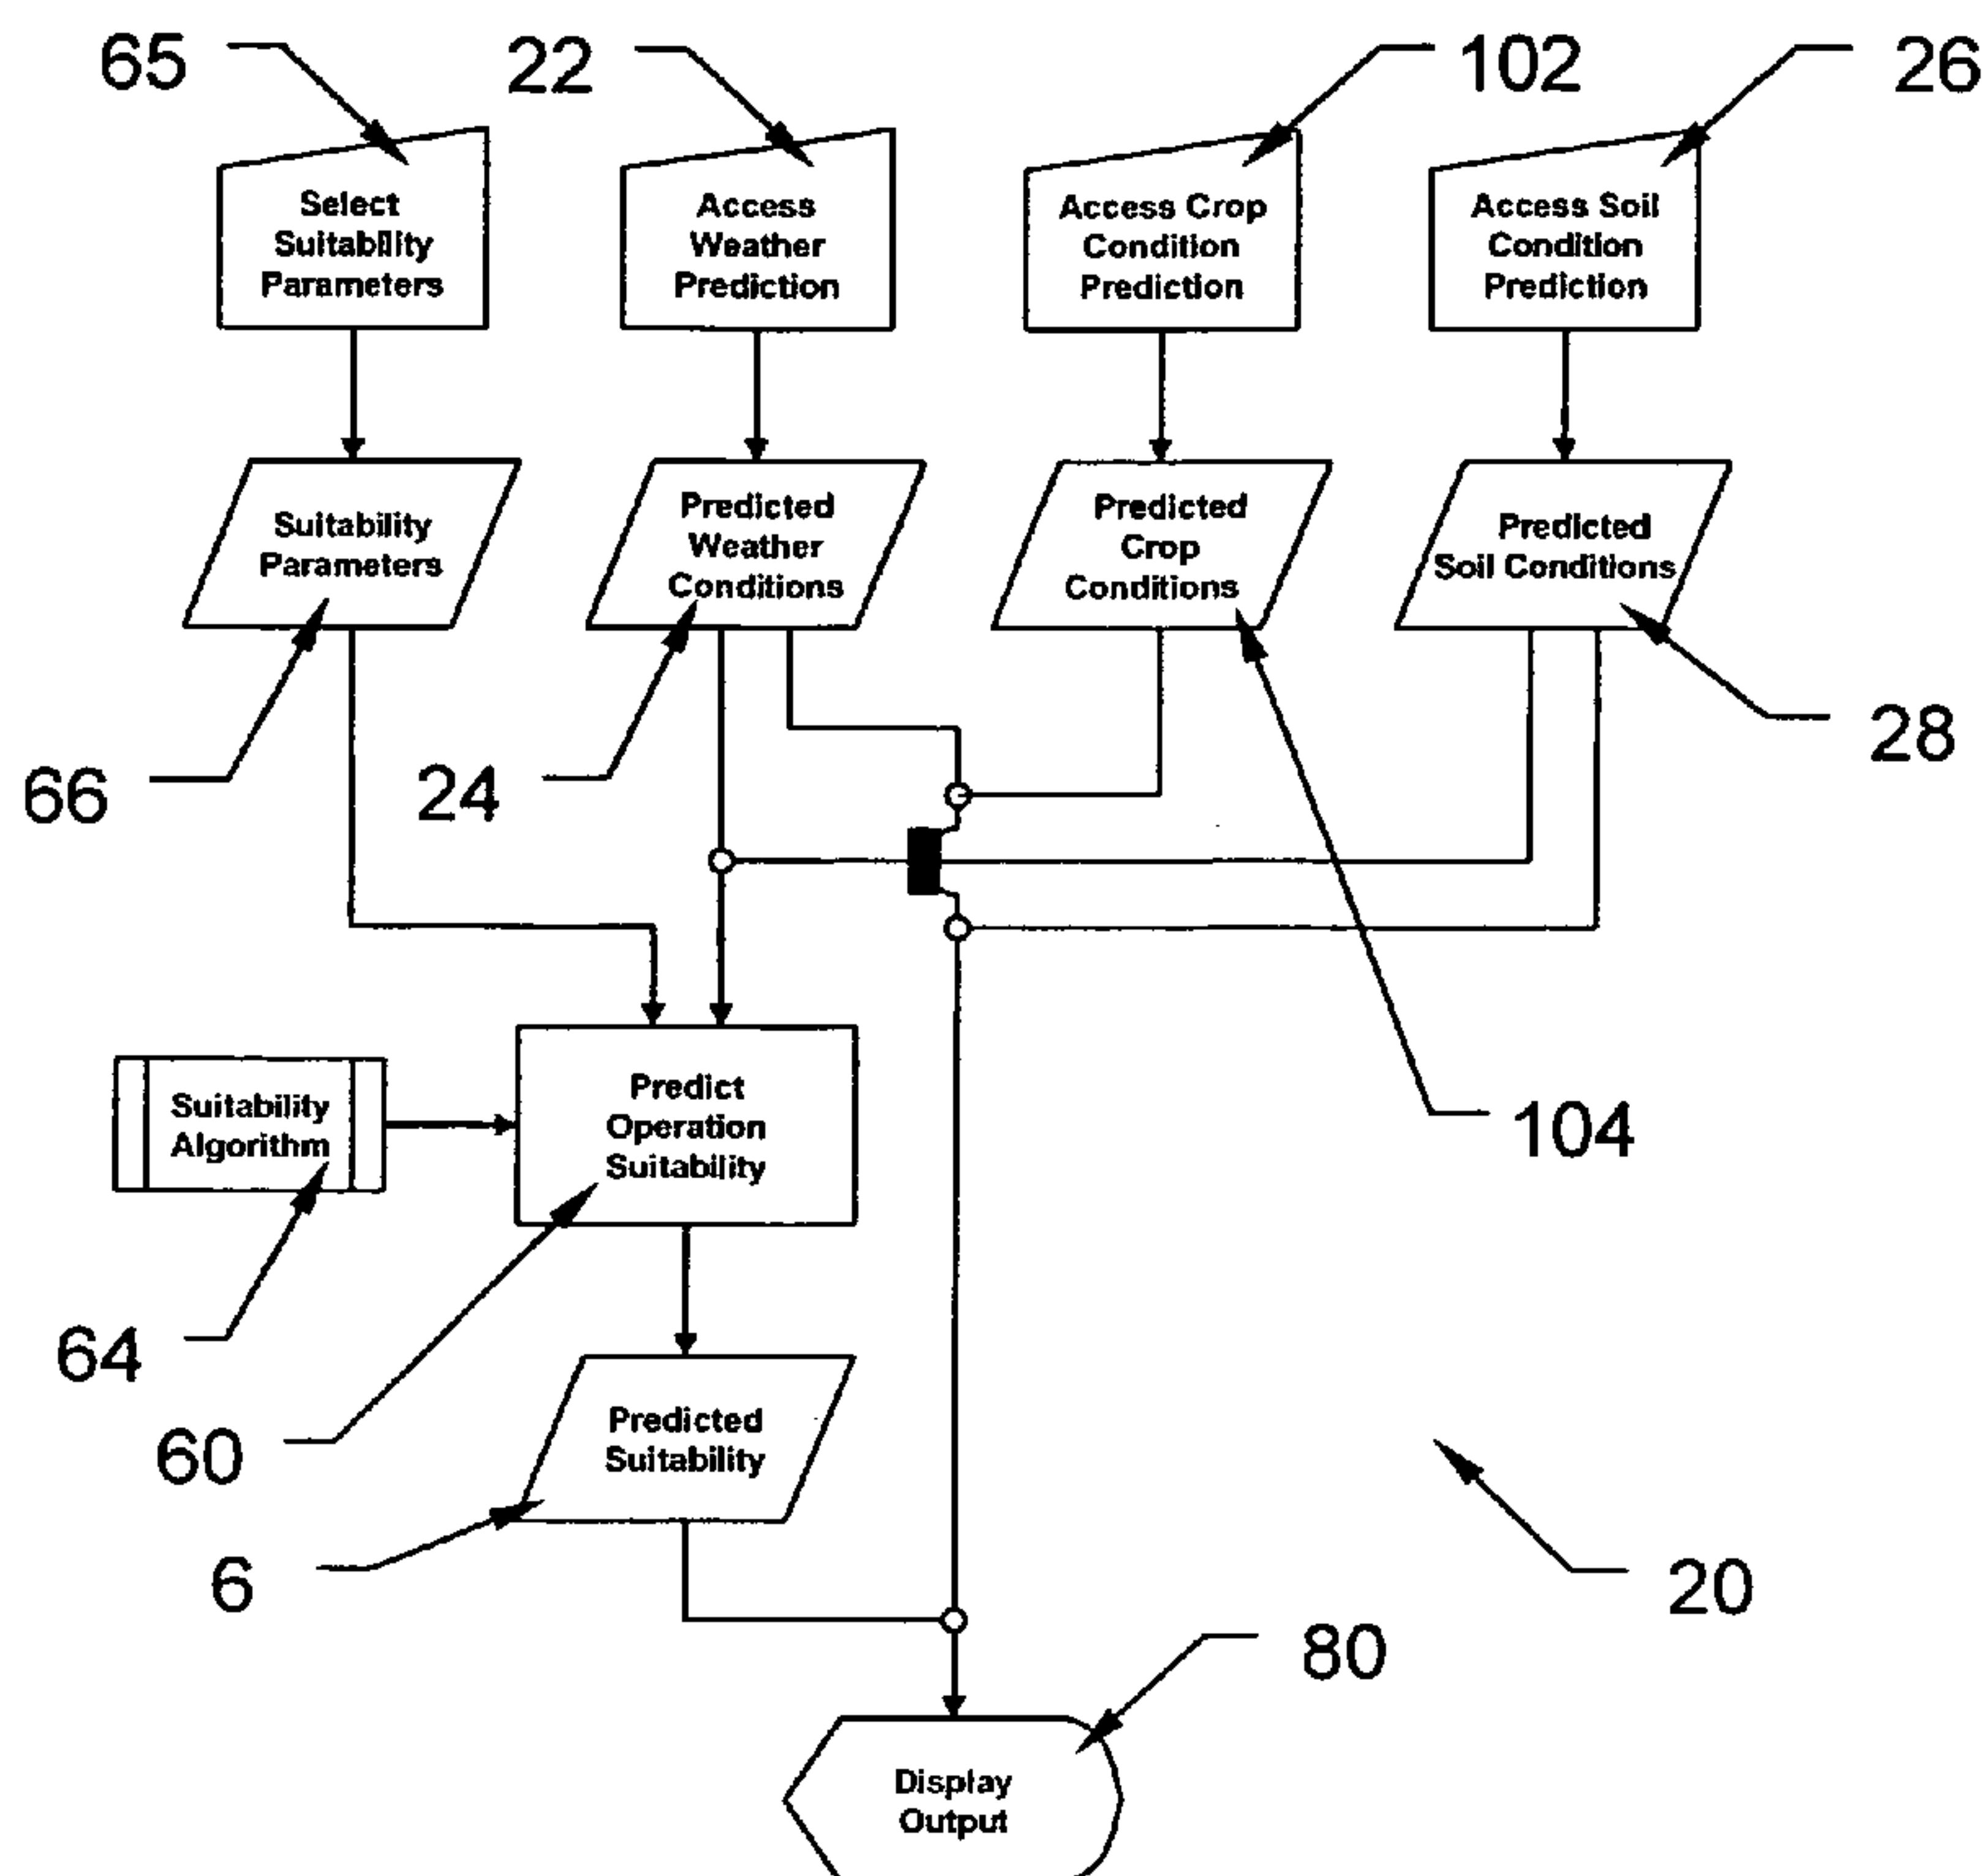 65
22
102
26
Select
Suitability
Parameters
Access
Weather
Prediction
Access Crop
Condition
Prediction
Access Soil
Condition
Prediction
Suitability
Parameters
Predicted
Weather
Conditions
Predicted
Crop
Conditions
Predicted
Soil Conditions
66
24
28
Suitability
Algorithm
Predict
Operation
Suitability
104
64
60
Predicted
Suitability
6
20
80
Display
Output